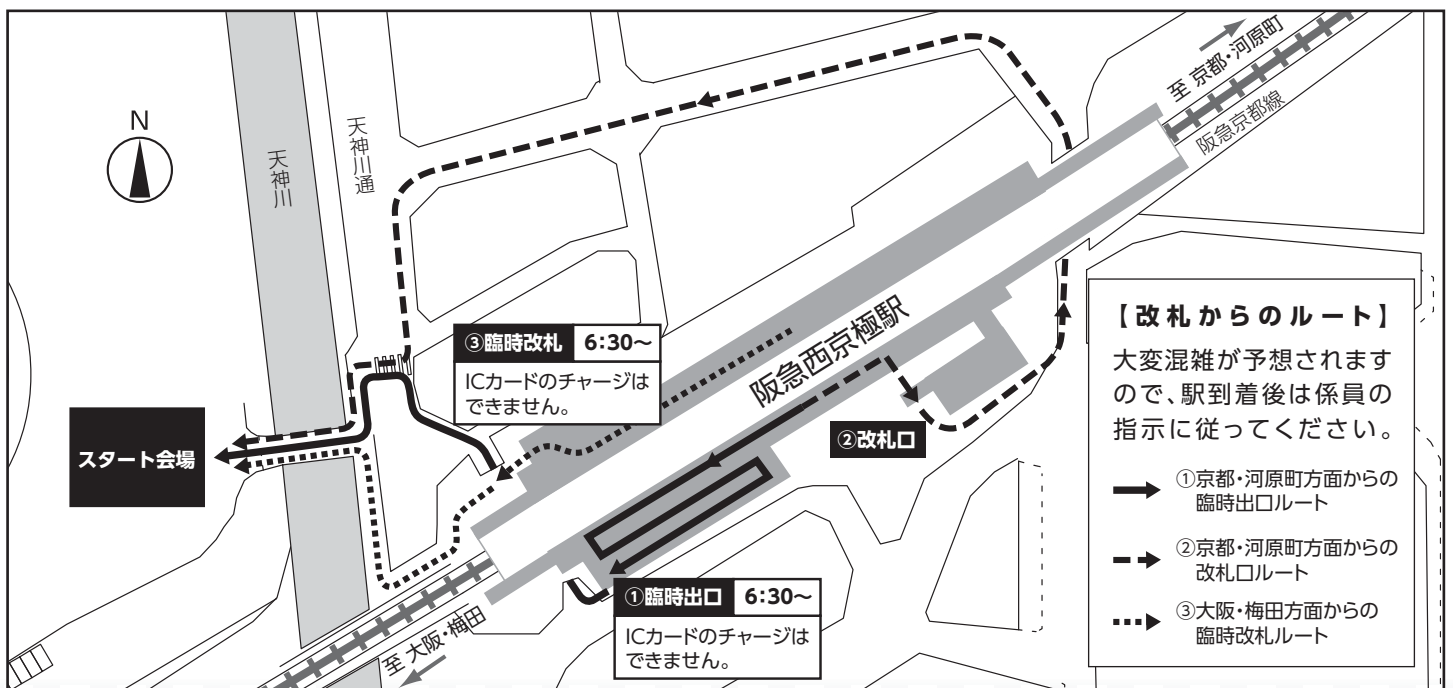 N
天神川
天神川通
至 京都・河原町
阪急京都線
③臨時改札 6:30〜
ICカードのチャージは
できません。
阪急西京極駅
②改札口
スタート会場
①臨時出口 6:30〜
ICカードのチャージは
できません。
至 大阪・梅田
【改札からのルート】
大変混雑が予想されます
ので、駅到着後は係員の
指示に従ってください。
①京都・河原町方面からの
臨時出口ルート
②京都・河原町方面からの
改札口ルート
③大阪・梅田方面からの
臨時改札ルート